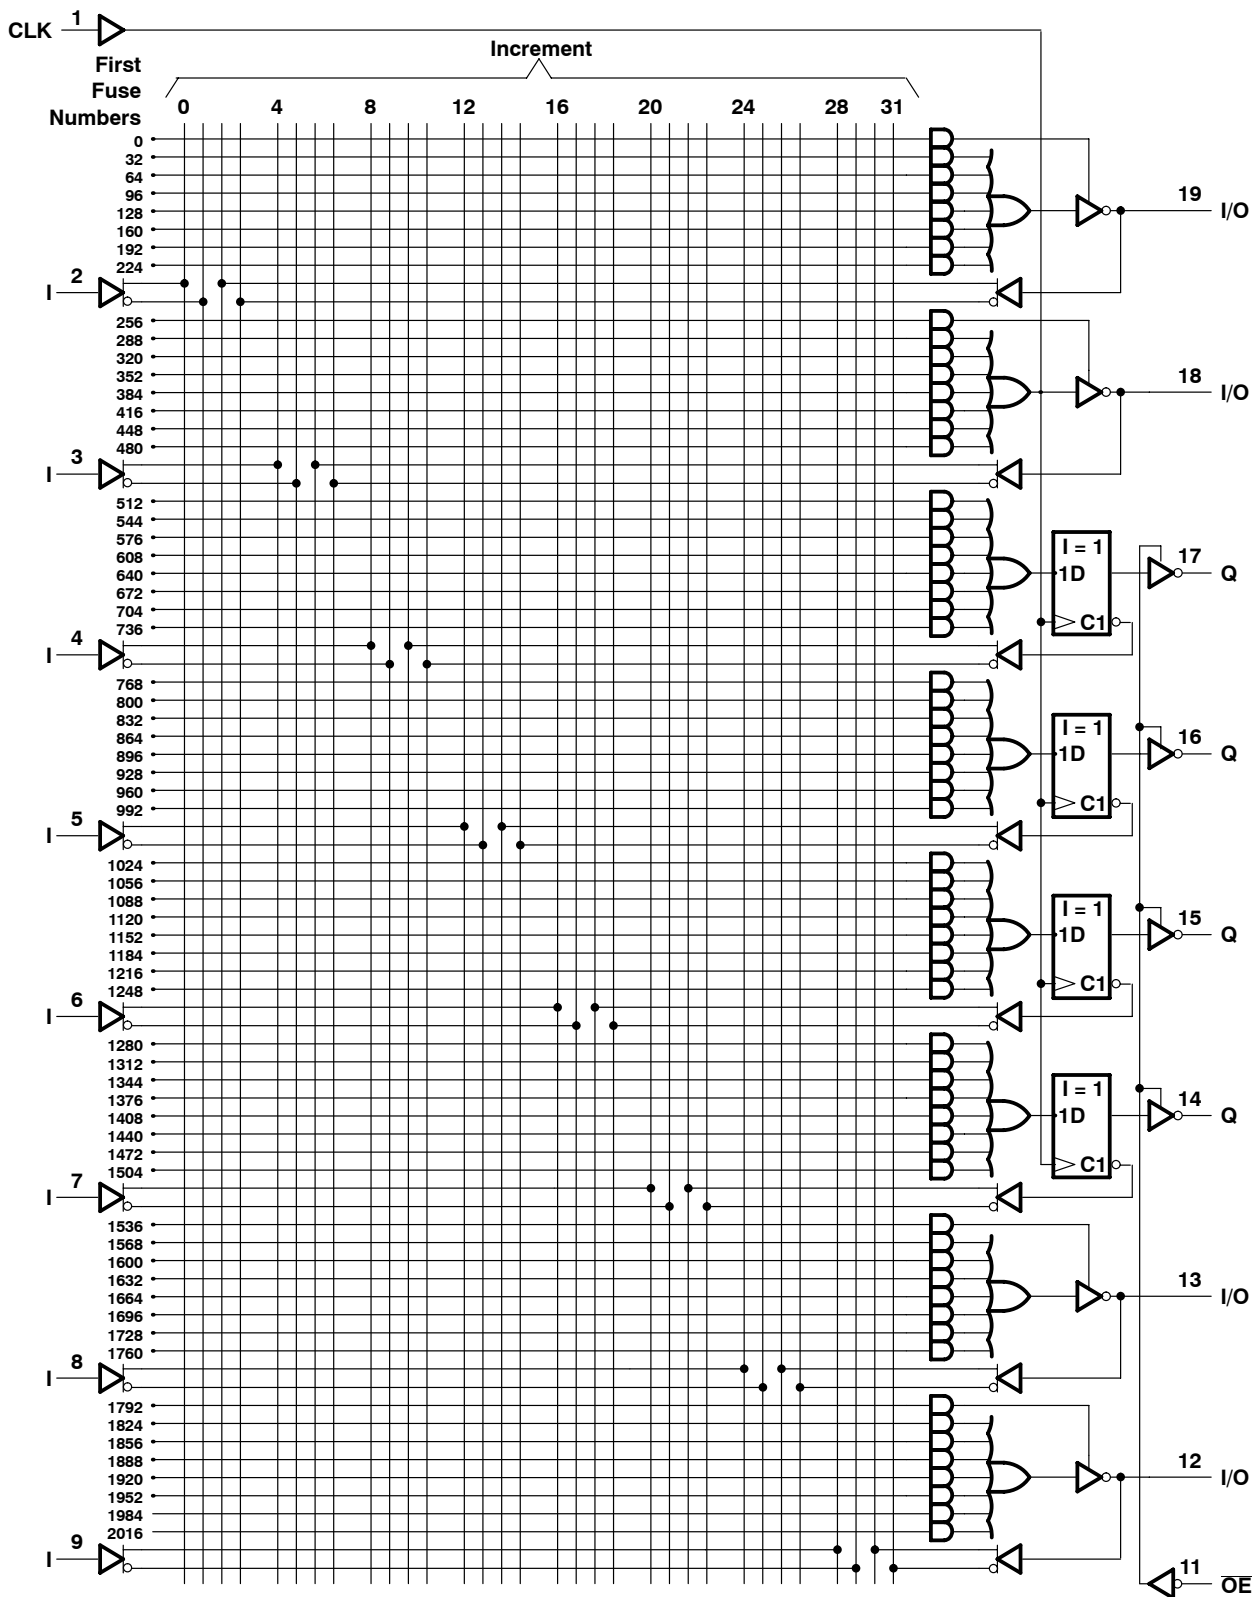 CLK 1
Increment
First
Fuse
Numbers
0 4 8 12 16 20 24 28 31
0
32
64
96
128
160
192
224
19 I/O
I 2
256
288
320
352
384
416
448
480
18 I/O
I 3
512
544
576
608
640
672
704
736
I = 1
1D
C1
17 Q
I 4
768
800
832
864
896
928
960
992
I = 1
1D
C1
16 Q
I 5
1024
1056
1088
1120
1152
1184
1216
1248
I = 1
1D
C1
15 Q
I 6
1280
1312
1344
1376
1408
1440
1472
1504
I = 1
1D
C1
14 Q
I 7
1536
1568
1600
1632
1664
1696
1728
1760
13 I/O
I 8
1792
1824
1856
1888
1920
1952
1984
2016
12 I/O
I 9
11 O̅E̅